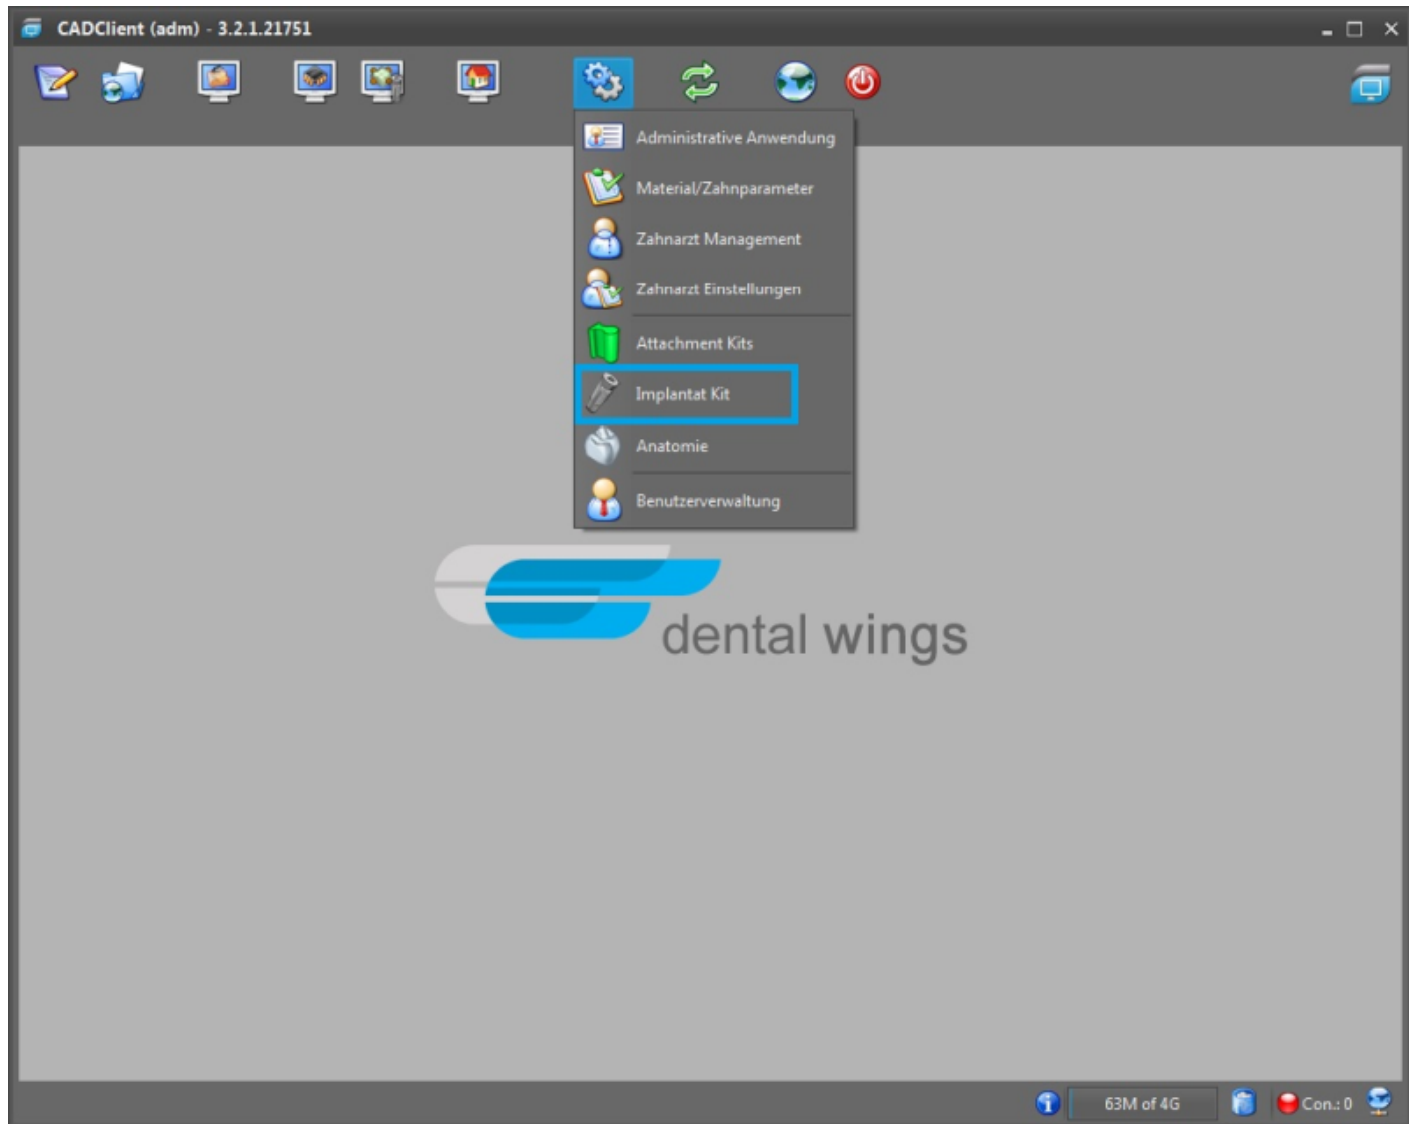 CADClient (adm) - 3.2.1.21751
Administrative Anwendung
Material/Zahnparameter
Zahnarzt Management
Zahnarzt Einstellungen
Attachment Kits
Implantat Kit
Anatomie
Benutzerverwaltung
dental wings
63M of 4G
Con.: 0